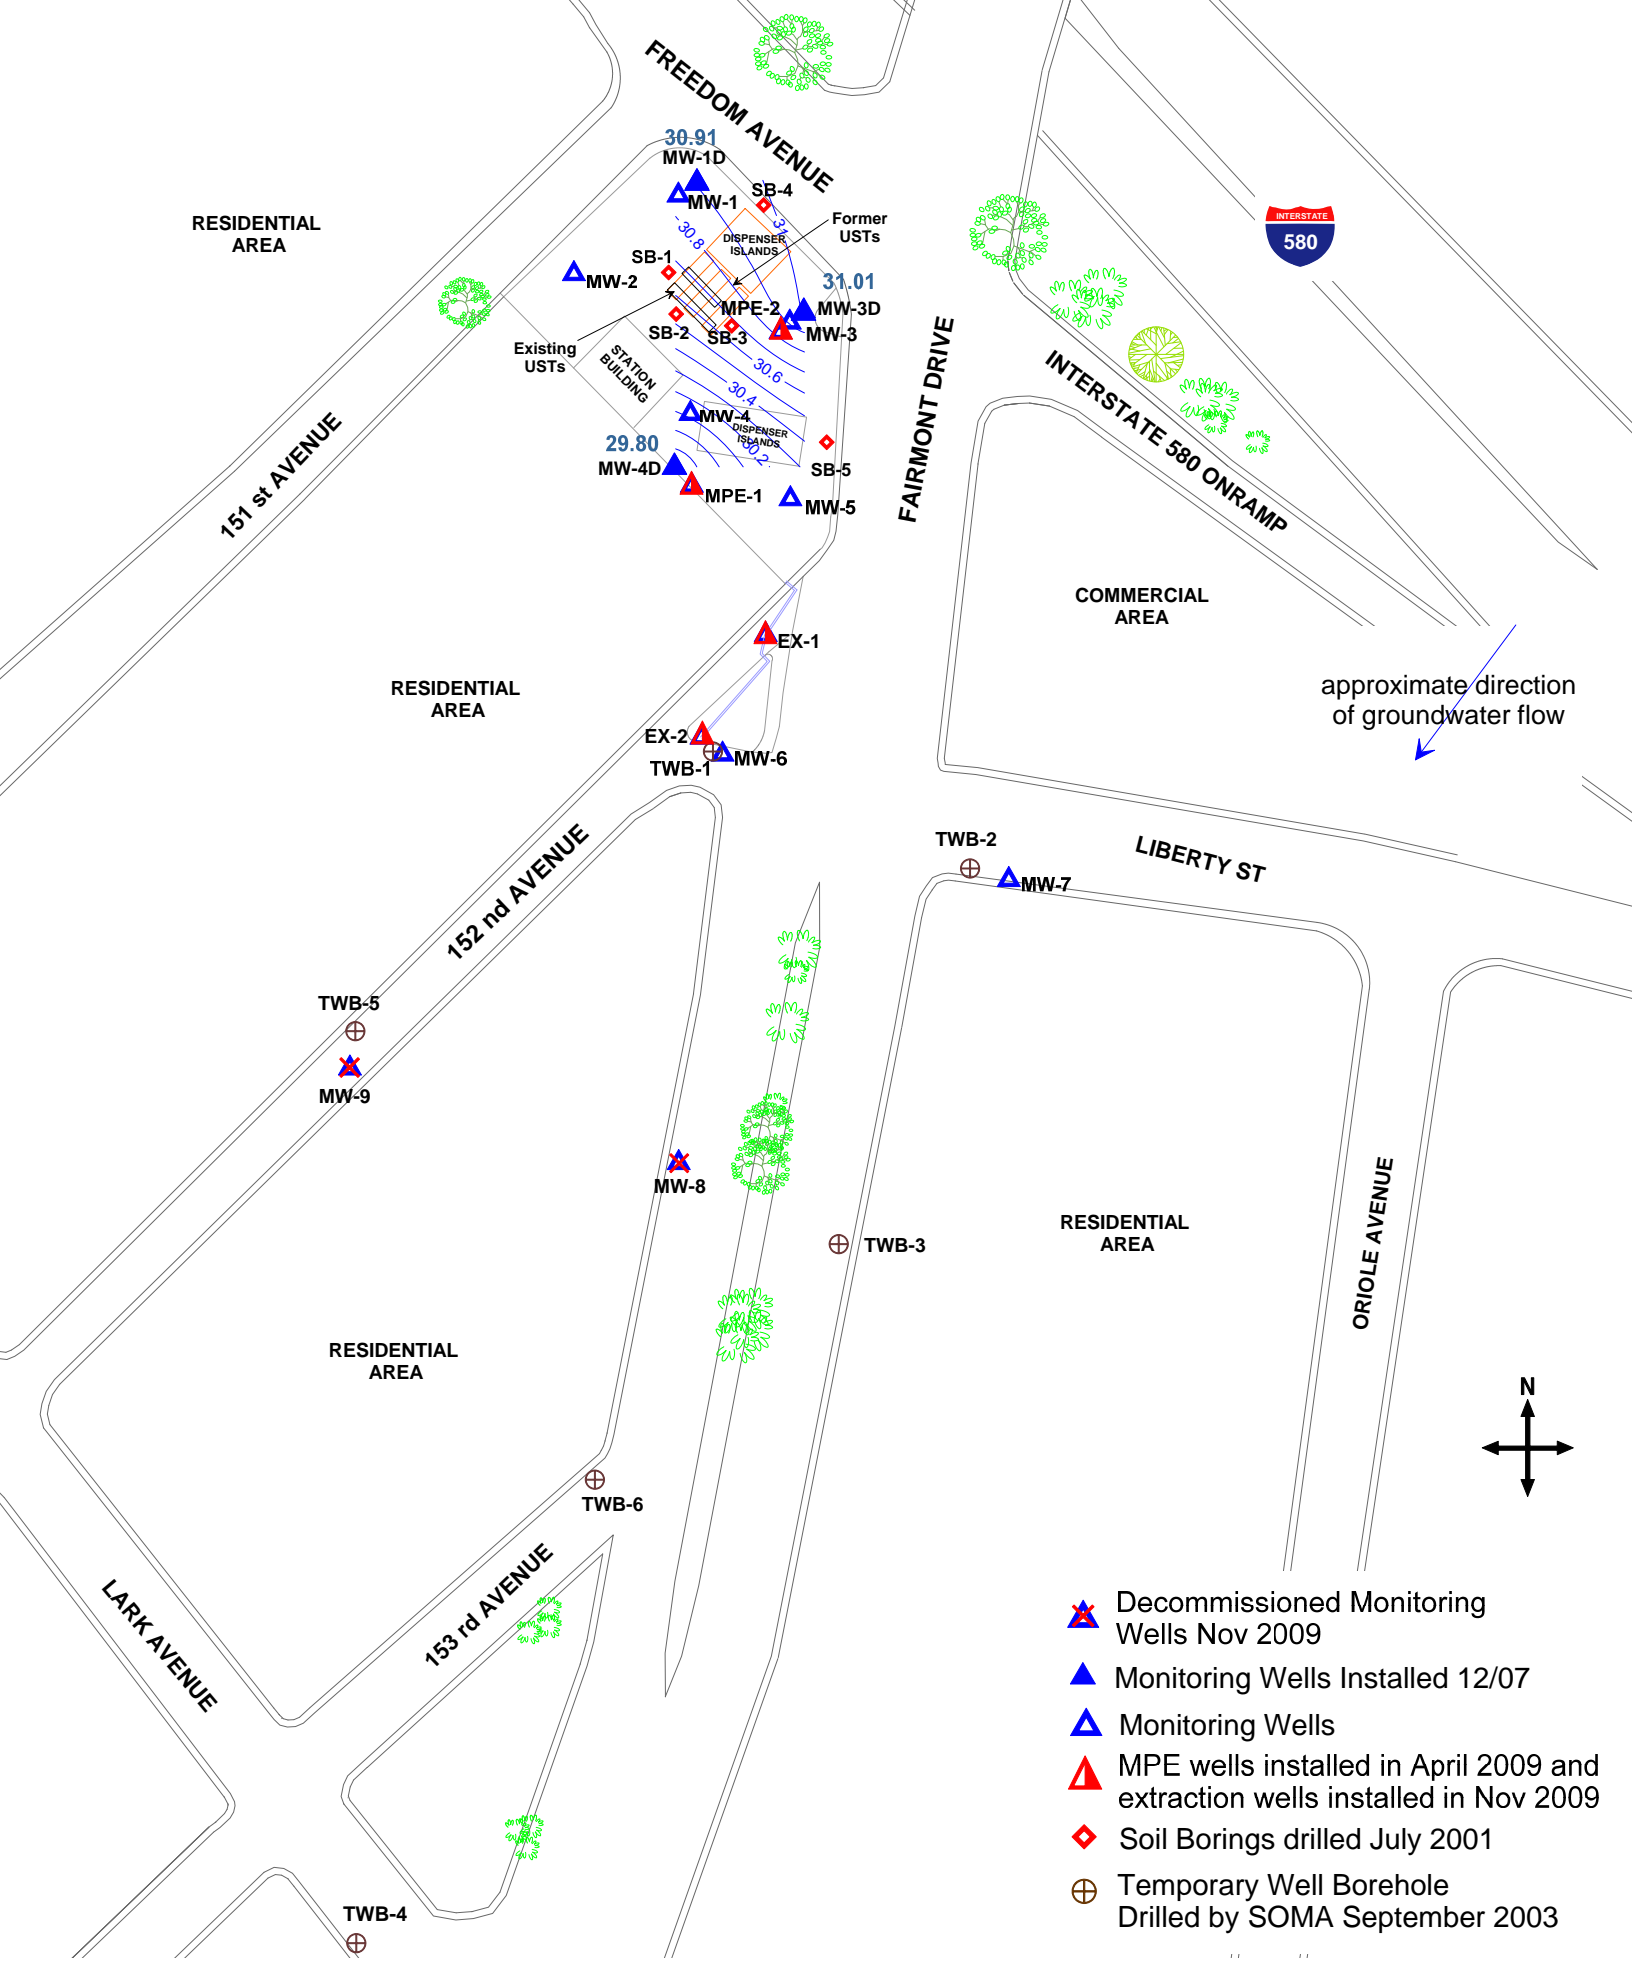 FREEDOM AVENUE
30.91
MW-1D
MW-1
SB-4
RESIDENTIAL
AREA
Former
USTs
30.8
31
DISPENSER
ISLANDS
INTERSTATE
580
SB-1
MW-2
31.01
MW-3D
MPE-2
MW-3
SB-2
SB-3
Existing
USTs
STATION
BUILDING
30.6
30.4
MW-4
DISPENSER
ISLANDS
30.2
29.80
MW-4D
MPE-1
SB-5
MW-5
FAIRMONT DRIVE
INTERSTATE 580 ONRAMP
151 st AVENUE
COMMERCIAL
AREA
EX-1
RESIDENTIAL
AREA
approximate direction
of groundwater flow
EX-2
TWB-1
MW-6
TWB-2
MW-7
LIBERTY ST
152 nd AVENUE
TWB-5
MW-9
MW-8
TWB-3
RESIDENTIAL
AREA
ORIOLE AVENUE
RESIDENTIAL
AREA
N
TWB-6
153 rd AVENUE
LARK AVENUE
TWB-4
Decommissioned Monitoring
Wells Nov 2009
Monitoring Wells Installed 12/07
Monitoring Wells
MPE wells installed in April 2009 and
extraction wells installed in Nov 2009
Soil Borings drilled July 2001
Temporary Well Borehole
Drilled by SOMA September 2003